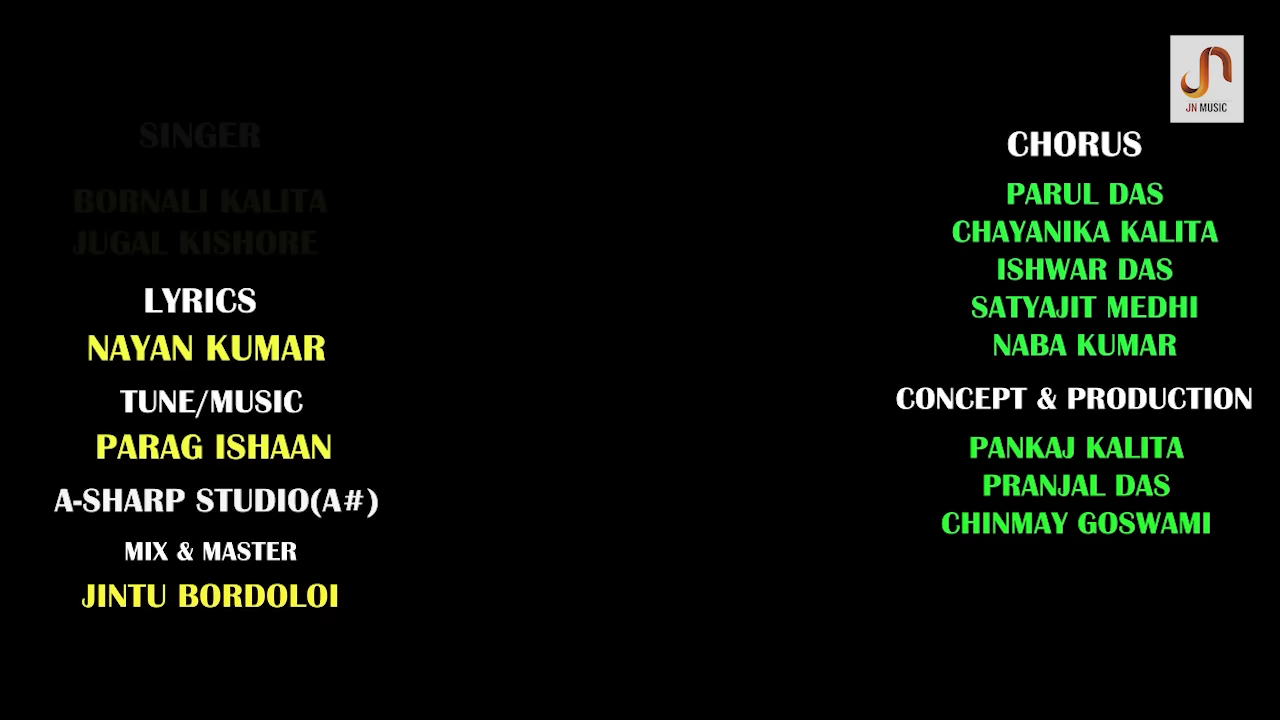 SINGER
BORNALI KALITA
JUGAL KISHORE
LYRICS
NAYAN KUMAR
TUNE/MUSIC
PARAG ISHAAN
A-SHARP STUDIO(A#)
MIX & MASTER
JINTU BORDOLOI
JN MUSIC
CHORUS
PARUL DAS
CHAYANIKA KALITA
ISHWAR DAS
SATYAJIT MEDHI
NABA KUMAR
CONCEPT & PRODUCTION
PANKAJ KALITA
PRANJAL DAS
CHINMAY GOSWAMI